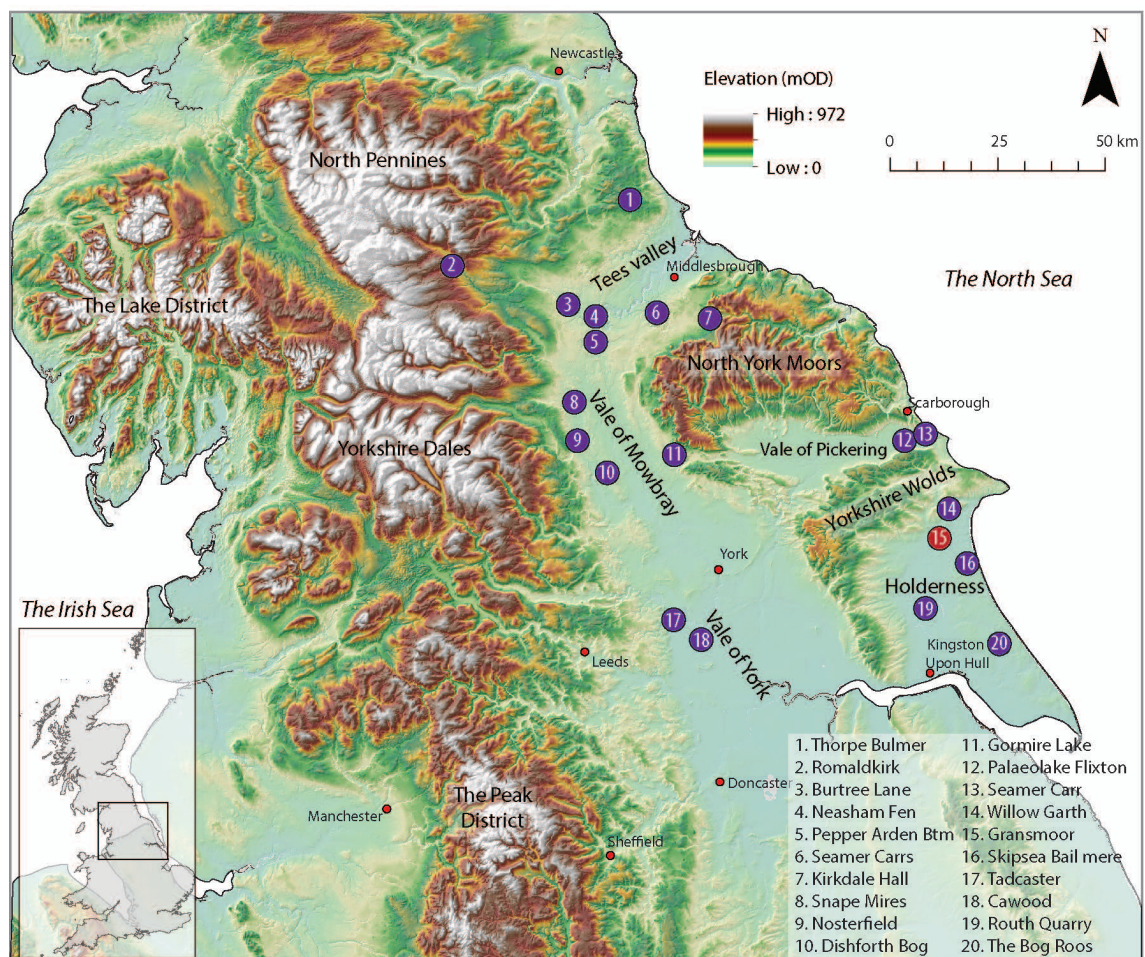 Newcastle
N
Elevation (mOD)
High : 972
Low : 0
0 25 50 km
North Pennines
1
2
Tees valley
Middlesbrough
The North Sea
The Lake District
3
4
5
6
7
North York Moors
Scarborough
8
9
10
11
Vale of Mowbray
Yorkshire Dales
Vale of Pickering
12
13
Yorkshire Wolds
14
15
16
York
Holderness
The Irish Sea
17
18
19
20
Vale of York
Kingston
Upon Hull
Leeds
Doncaster
Manchester
The Peak
District
Sheffield
1. Thorpe Bulmer
2. Romaldkirk
3. Burtree Lane
4. Neasham Fen
5. Pepper Arden Btm
6. Seamer Carrs
7. Kirkdale Hall
8. Snape Mires
9. Nosterfield
10. Dishforth Bog
11. Gormire Lake
12. Palaeolake Flixton
13. Seamer Carr
14. Willow Garth
15. Gransmoor
16. Skipsea Bail mere
17. Tadcaster
18. Cawood
19. Routh Quarry
20. The Bog Roos